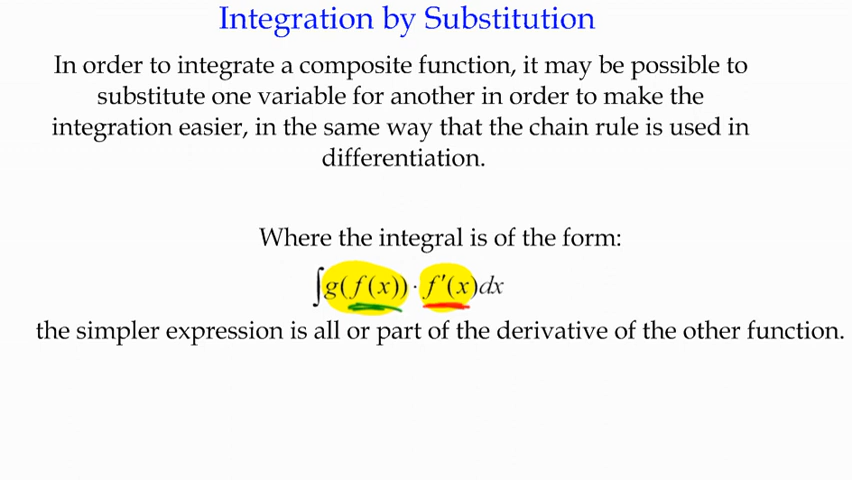 Integration by Substitution
In order to integrate a composite function, it may be possible to
substitute one variable for another in order to make the
integration easier, in the same way that the chain rule is used in
differentiation.
Where the integral is of the form:
∫g(f(x))·f'(x)dx
the simpler expression is all or part of the derivative of the other function.